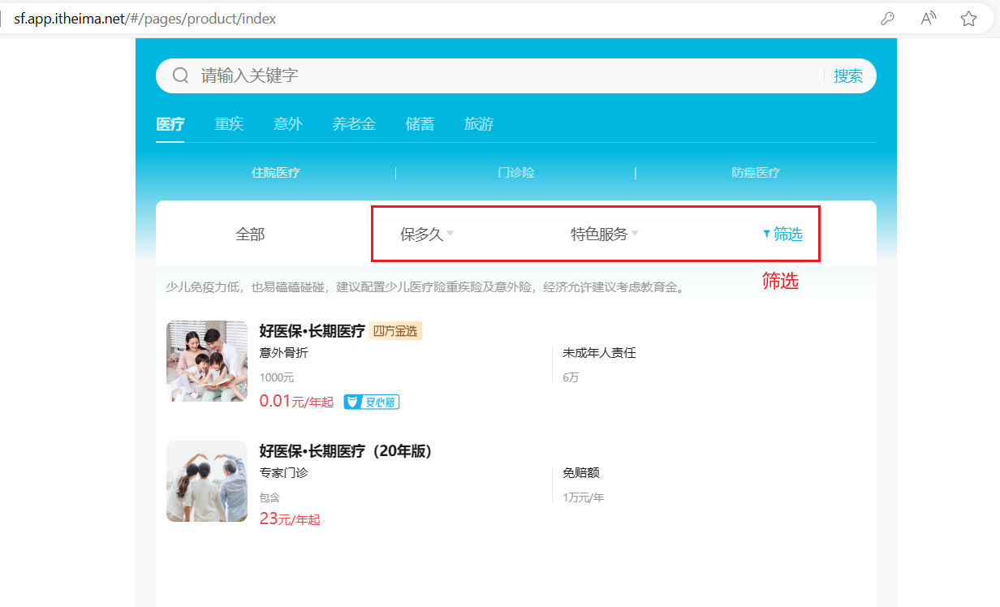 sf.app.itheima.net/#/pages/product/index
请输入关键字 搜索
医疗 重疾 意外 养老金 储蓄 旅游
住院医疗 | 门诊险 | 防癌医疗
全部 保多久 特色服务 筛选
筛选
少儿免疫力低，也易磕磕碰碰，建议配置少儿医疗险重疾险及意外险，经济允许建议考虑教育金。
好医保•长期医疗 四方金选
意外骨折 未成年人责任
1000元 6万
0.01元/年起 安心赔
好医保•长期医疗（20年版）
专家门诊 免赔额
包含 1万元/年
23元/年起